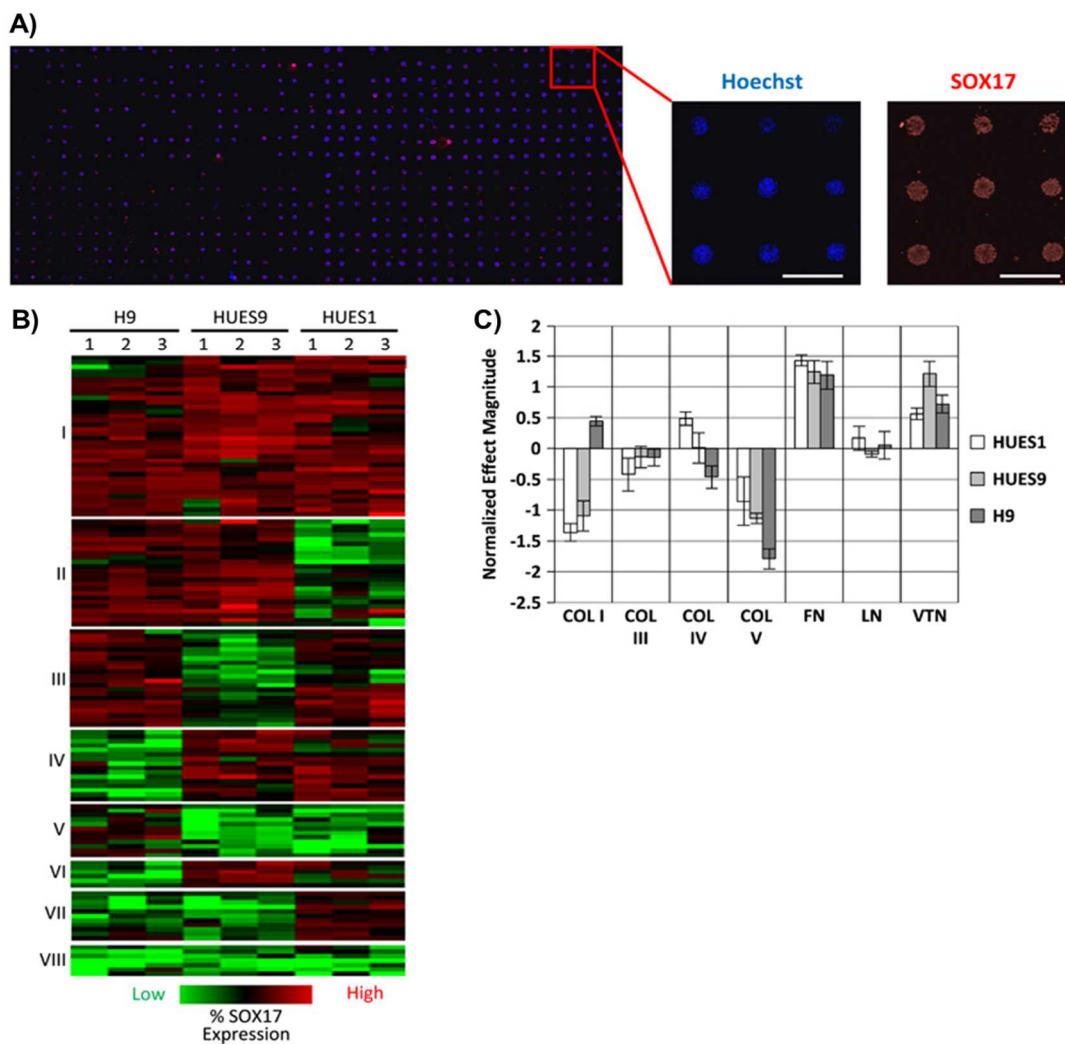 A)
Hoechst
SOX17
B)
H9
HUES9
HUES1
1
2
3
1
2
3
1
2
3
I
II
III
IV
V
VI
VII
VIII
Low
High
% SOX17
Expression
C)
Normalized Effect Magnitude
2
1.5
1
0.5
0
-0.5
-1
-1.5
-2
-2.5
COL I
COL
III
COL
IV
COL
V
FN
LN
VTN
HUES1
HUES9
H9